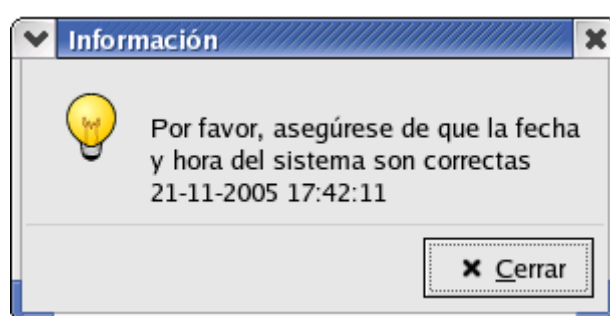 Información
Por favor, asegúrese de que la fecha
y hora del sistema son correctas
21-11-2005 17:42:11
Cerrar